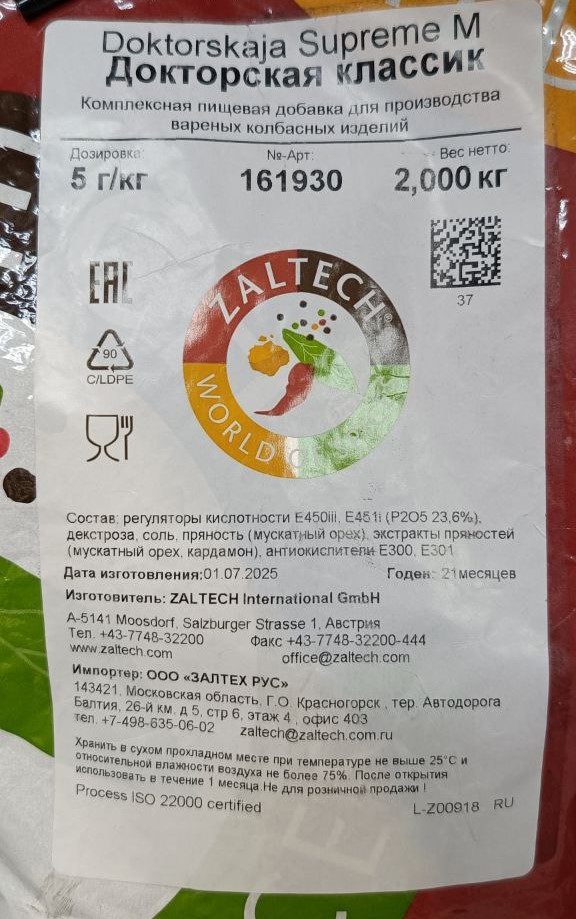 Doktorskaja Supreme M
Докторская классик
Комплексная пищевая добавка для производства
вареных колбасных изделий
Дозировка: №-Арт: Вес нетто:
5 г/кг 161930 2,000 кг
37
EAC
ZALTECH®
90
C/LDPE
WORLD
Состав: регуляторы кислотности E450iii, E451i (P2O5 23,6%),
декстроза, соль, пряность (мускатный орех), экстракты пряностей
(мускатный орех, кардамон), антиокислители E300, E301
Дата изготовления:01.07.2025 Годен: 21месяцев
Изготовитель: ZALTECH International GmbH
A-5141 Moosdorf, Salzburger Strasse 1, Австрия
Тел. +43-7748-32200 Факс +43-7748-32200-444
www.zaltech.com office@zaltech.com
Импортер: ООО «ЗАЛТЕХ РУС»
143421, Московская область, Г.О. Красногорск , тер. Автодорога
Балтия, 26-й км. д 5, стр 6, этаж 4 , офис 403
тел. +7-498-635-06-02 zaltech@zaltech.com.ru
Хранить в сухом прохладном месте при температуре не выше 25°С и
относительной влажности воздуха не более 75%. После открытия
использовать в течение 1 месяца.Не для розничной продажи !
Process ISO 22000 certified L-Z00918 RU